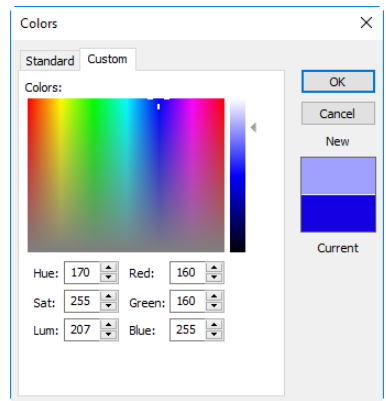 Colors
Standard Custom
Colors:
OK
Cancel
New
Current
Hue: 170 Red: 160
Sat: 255 Green: 160
Lum: 207 Blue: 255